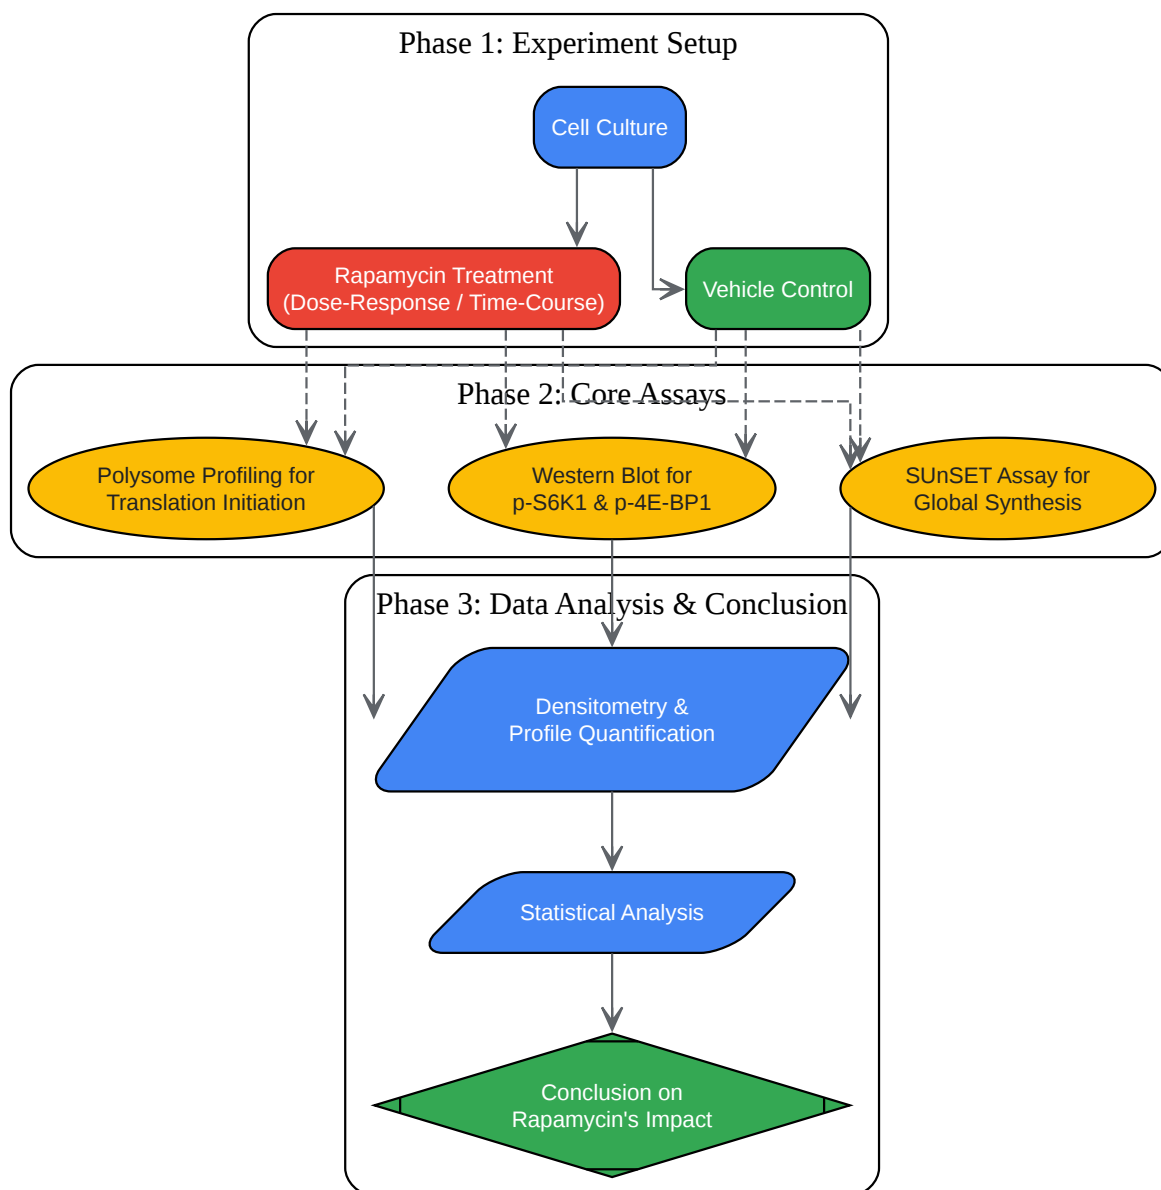 Phase 1: Experiment Setup
Cell Culture
Rapamycin Treatment
(Dose-Response / Time-Course)
Vehicle Control
Phase 2: Core Assays
Polysome Profiling for
Translation Initiation
Western Blot for
p-S6K1 & p-4E-BP1
SUnSET Assay for
Global Synthesis
Phase 3: Data Analysis & Conclusion
Densitometry &
Profile Quantification
Statistical Analysis
Conclusion on
Rapamycin's Impact